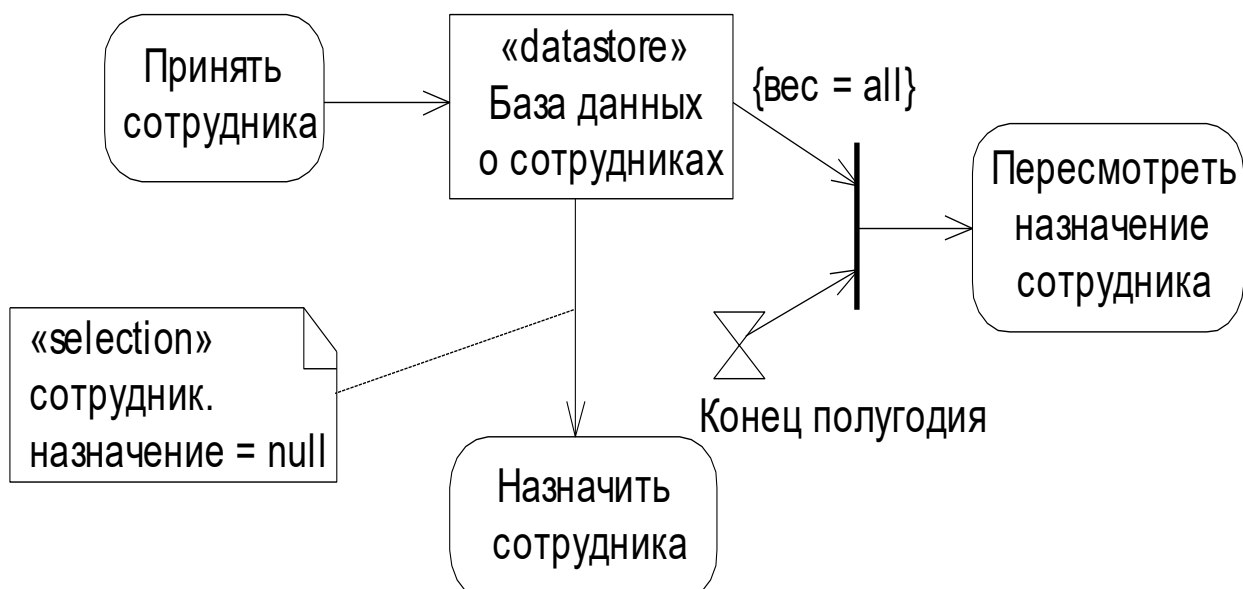 Принять
сотрудника
«datastore»
База данных
о сотрудниках
{вес = all}
Пересмотреть
назначение
сотрудника
«selection»
сотрудник.
назначение = null
Конец полугодия
Назначить
сотрудника